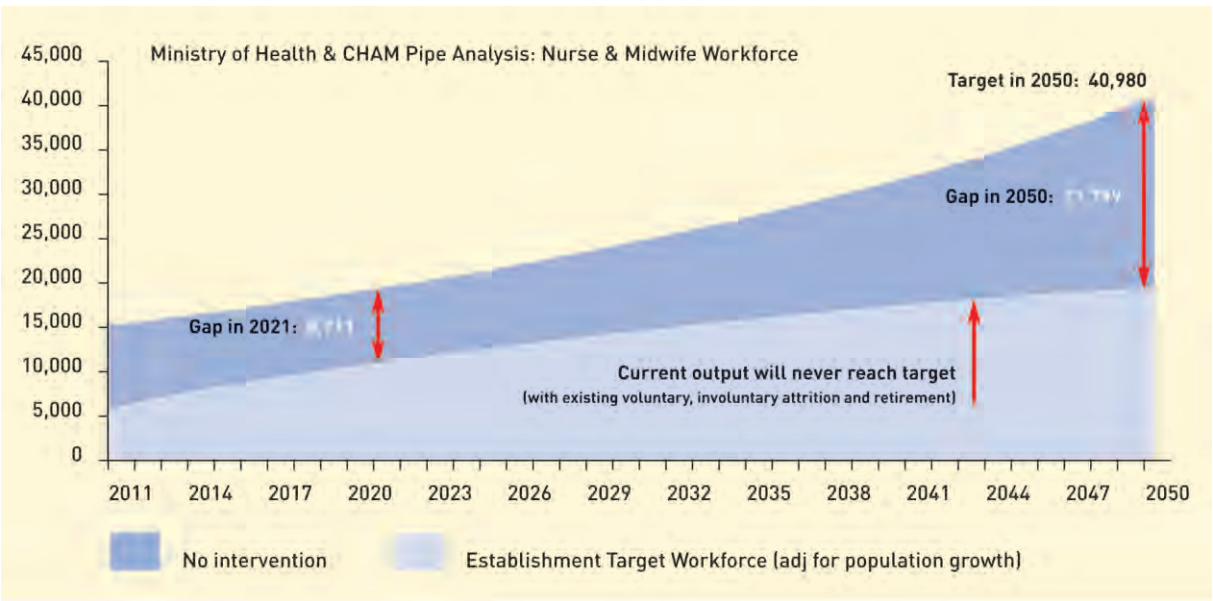 45,000
Ministry of Health & CHAM Pipe Analysis: Nurse & Midwife Workforce
Target in 2050: 40,980
40,000
35,000
30,000
Gap in 2050:
25,000
20,000
15,000
Gap in 2021:
10,000
Current output will never reach target
(with existing voluntary, involuntary attrition and retirement)
5,000
0
2011 2014 2017 2020 2023 2026 2029 2032 2035 2038 2041 2044 2047 2050
No intervention
Establishment Target Workforce (adj for population growth)